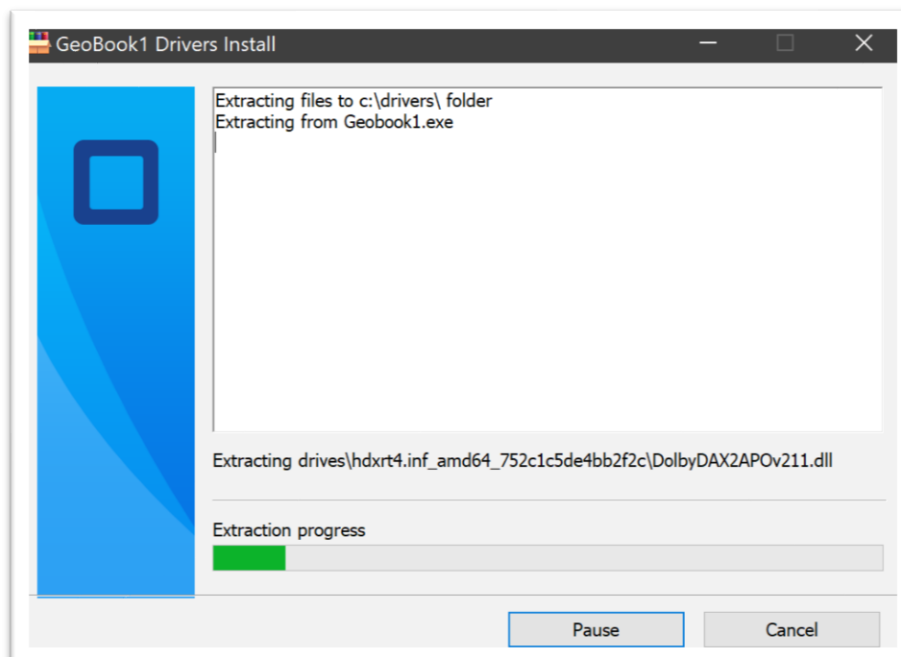 GeoBook1 Drivers Install
Extracting files to c:\drivers\ folder
Extracting from Geobook1.exe
Extracting drives\hdxrt4.inf_amd64_752c1c5de4bb2f2c\DolbyDAX2APOv211.dll
Extraction progress
Pause
Cancel